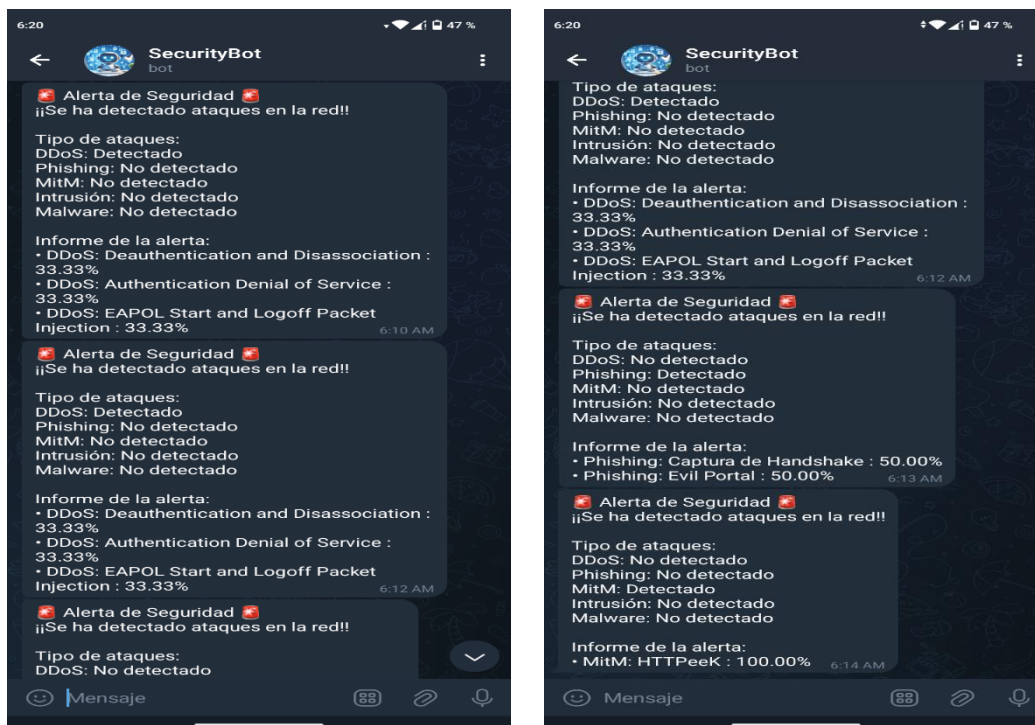 6:20
47 %
SecurityBot
bot
Alerta de Seguridad
¡¡Se ha detectado ataques en la red!!
Tipo de ataques:
DDoS: Detectado
Phishing: No detectado
MitM: No detectado
Intrusión: No detectado
Malware: No detectado
Informe de la alerta:
• DDoS: Deauthentication and Disassociation :
33.33%
• DDoS: Authentication Denial of Service :
33.33%
• DDoS: EAPOL Start and Logoff Packet
Injection : 33.33%
6:10 AM
Alerta de Seguridad
¡¡Se ha detectado ataques en la red!!
Tipo de ataques:
DDoS: Detectado
Phishing: No detectado
MitM: No detectado
Intrusión: No detectado
Malware: No detectado
Informe de la alerta:
• DDoS: Deauthentication and Disassociation :
33.33%
• DDoS: Authentication Denial of Service :
33.33%
• DDoS: EAPOL Start and Logoff Packet
Injection : 33.33%
6:12 AM
Alerta de Seguridad
¡¡Se ha detectado ataques en la red!!
Tipo de ataques:
DDoS: No detectado
Mensaje
6:20
47 %
SecurityBot
bot
Tipo de ataques:
DDoS: Detectado
Phishing: No detectado
MitM: No detectado
Intrusión: No detectado
Malware: No detectado
Informe de la alerta:
• DDoS: Deauthentication and Disassociation :
33.33%
• DDoS: Authentication Denial of Service :
33.33%
• DDoS: EAPOL Start and Logoff Packet
Injection : 33.33%
6:12 AM
Alerta de Seguridad
¡¡Se ha detectado ataques en la red!!
Tipo de ataques:
DDoS: No detectado
Phishing: Detectado
MitM: No detectado
Intrusión: No detectado
Malware: No detectado
Informe de la alerta:
• Phishing: Captura de Handshake : 50.00%
• Phishing: Evil Portal : 50.00%
6:13 AM
Alerta de Seguridad
¡¡Se ha detectado ataques en la red!!
Tipo de ataques:
DDoS: No detectado
Phishing: No detectado
MitM: Detectado
Intrusión: No detectado
Malware: No detectado
Informe de la alerta:
• MitM: HTTPeeK : 100.00%
6:14 AM
Mensaje